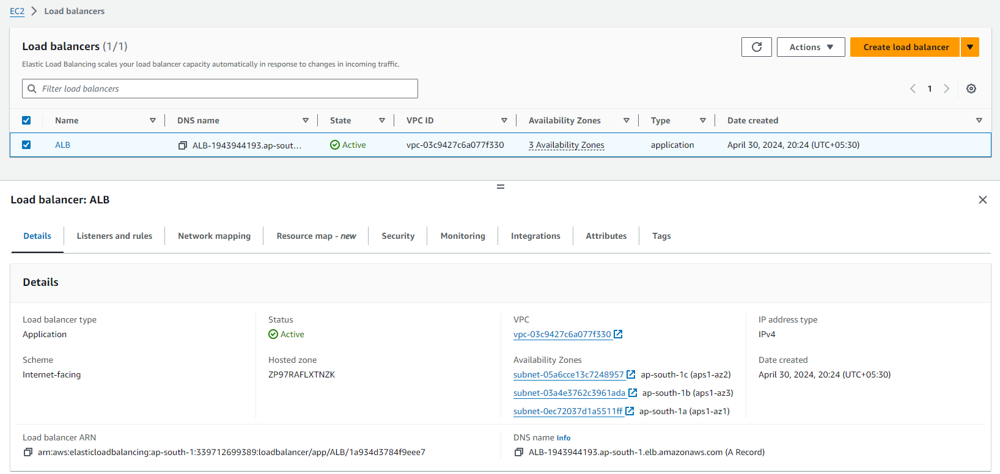 EC2 > Load balancers
Load balancers (1/1)
Actions
Create load balancer
Elastic Load Balancing scales your load balancer capacity automatically in response to changes in incoming traffic.
Filter load balancers
1
Name DNS name State VPC ID Availability Zones Type Date created
ALB ALB-1943944193.ap-sout... Active vpc-03c9427c6a077f330 3 Availability Zones application April 30, 2024, 20:24 (UTC+05:30)
Load balancer: ALB
Details Listeners and rules Network mapping Resource map - new Security Monitoring Integrations Attributes Tags
Details
Load balancer type Status VPC IP address type
Application Active vpc-03c9427c6a077f330 IPv4
Scheme Hosted zone Availability Zones Date created
Internet-facing ZP97RAFLXTNZK subnet-05a6cce13c7248957 ap-south-1c (aps1-az2) April 30, 2024, 20:24 (UTC+05:30)
subnet-03a4e3762c3961ada ap-south-1b (aps1-az3)
subnet-0ec72037d1a5511ff ap-south-1a (aps1-az1)
Load balancer ARN DNS name Info
arn:aws:elasticloadbalancing:ap-south-1:339712699389:loadbalancer/app/ALB/1a934d3784f9eee7 ALB-1943944193.ap-south-1.elb.amazonaws.com (A Record)